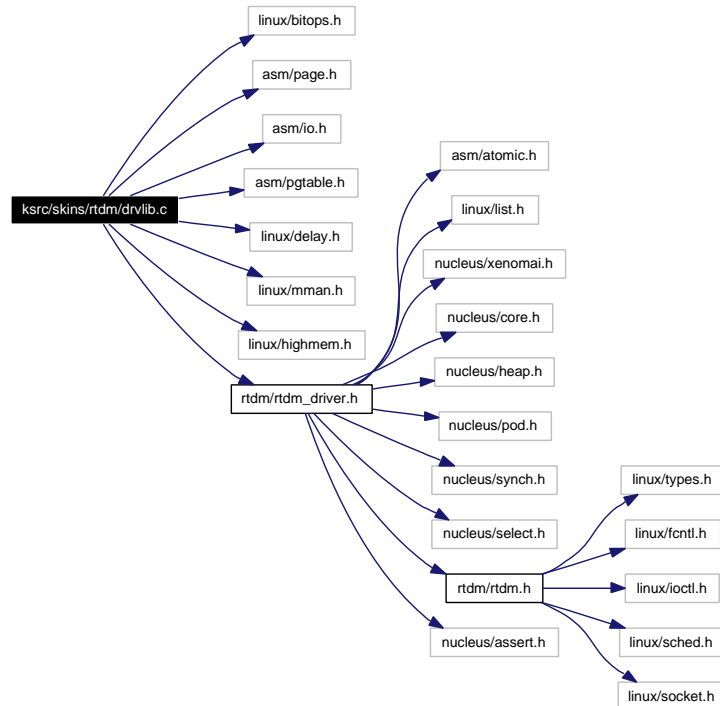 linux/bitops.h
asm/page.h
asm/io.h
asm/atomic.h
asm/pgtable.h
ksrc/skins/rtdm/drvlib.c
linux/list.h
linux/delay.h
nucleus/xenomai.h
linux/mman.h
nucleus/core.h
linux/highmem.h
nucleus/heap.h
rtdm/rtdm_driver.h
nucleus/pod.h
nucleus/synch.h
linux/types.h
nucleus/select.h
linux/fcntl.h
rtdm/rtdm.h
linux/ioctl.h
nucleus/assert.h
linux/sched.h
linux/socket.h